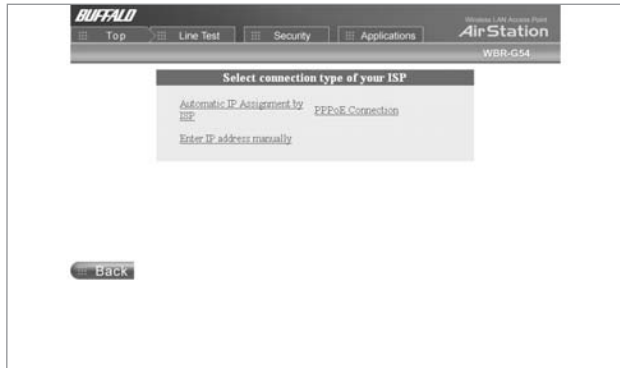 BUFFALO
Wireless LAN Access Point
AirStation
Top
Line Test
Security
Applications
WBR-G54
Select connection type of your ISP
Automatic IP Assignment by
ISP
PPPoE Connection
Enter IP address manually
Back